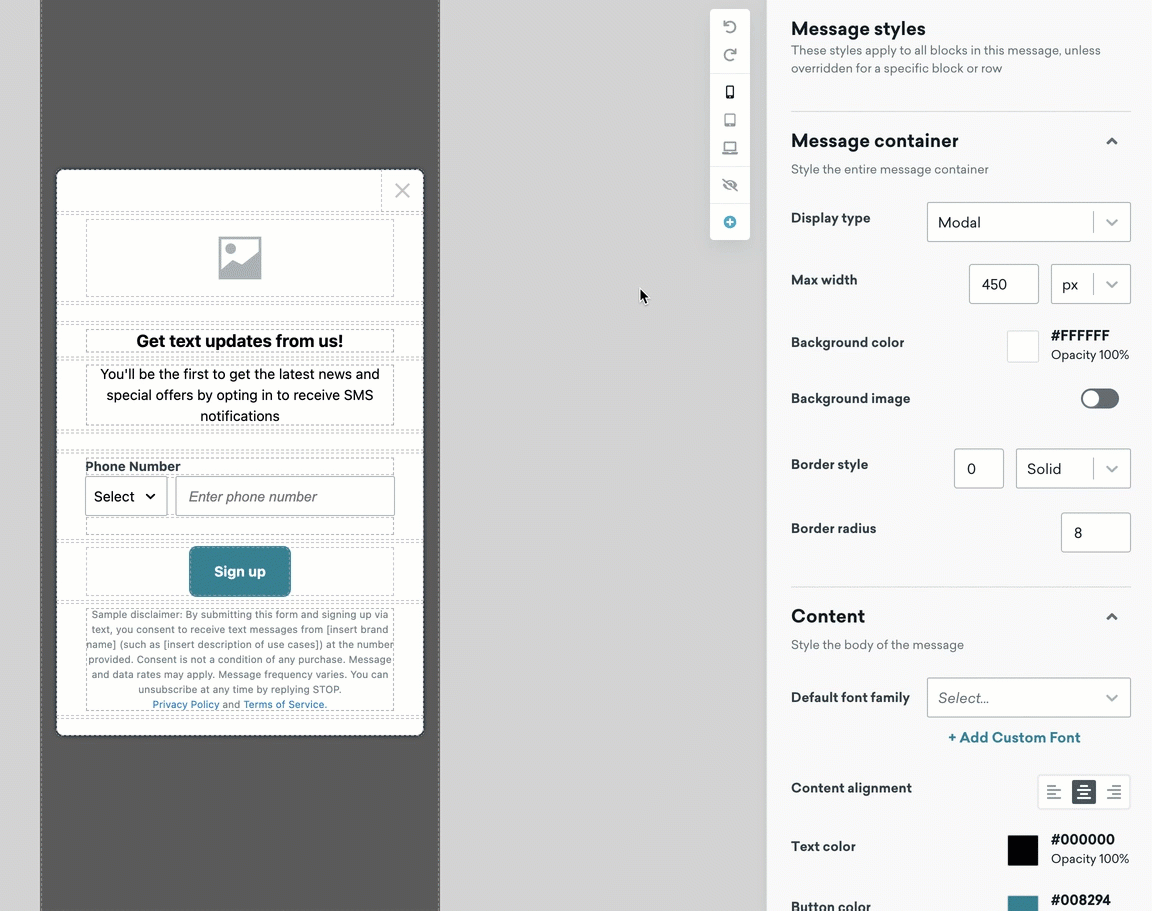 Get text updates from us!
You'll be the first to get the latest news and
special offers by opting in to receive SMS
notifications
Phone Number
Select
Enter phone number
Sign up
Sample disclaimer: By submitting this form and signing up via
text, you consent to receive text messages from [insert brand
name] (such as [insert description of use cases]) at the number
provided. Consent is not a condition of any purchase. Message
and data rates may apply. Message frequency varies. You can
unsubscribe at any time by replying STOP.
Privacy Policy and Terms of Service.
Message styles
These styles apply to all blocks in this message, unless
overridden for a specific block or row
Message container
Style the entire message container
Display type
Modal
Max width
450
px
Background color
#FFFFFF
Opacity 100%
Background image
Border style
0
Solid
Border radius
8
Content
Style the body of the message
Default font family
Select...
+ Add Custom Font
Content alignment
Text color
#000000
Opacity 100%
Button color
#008294